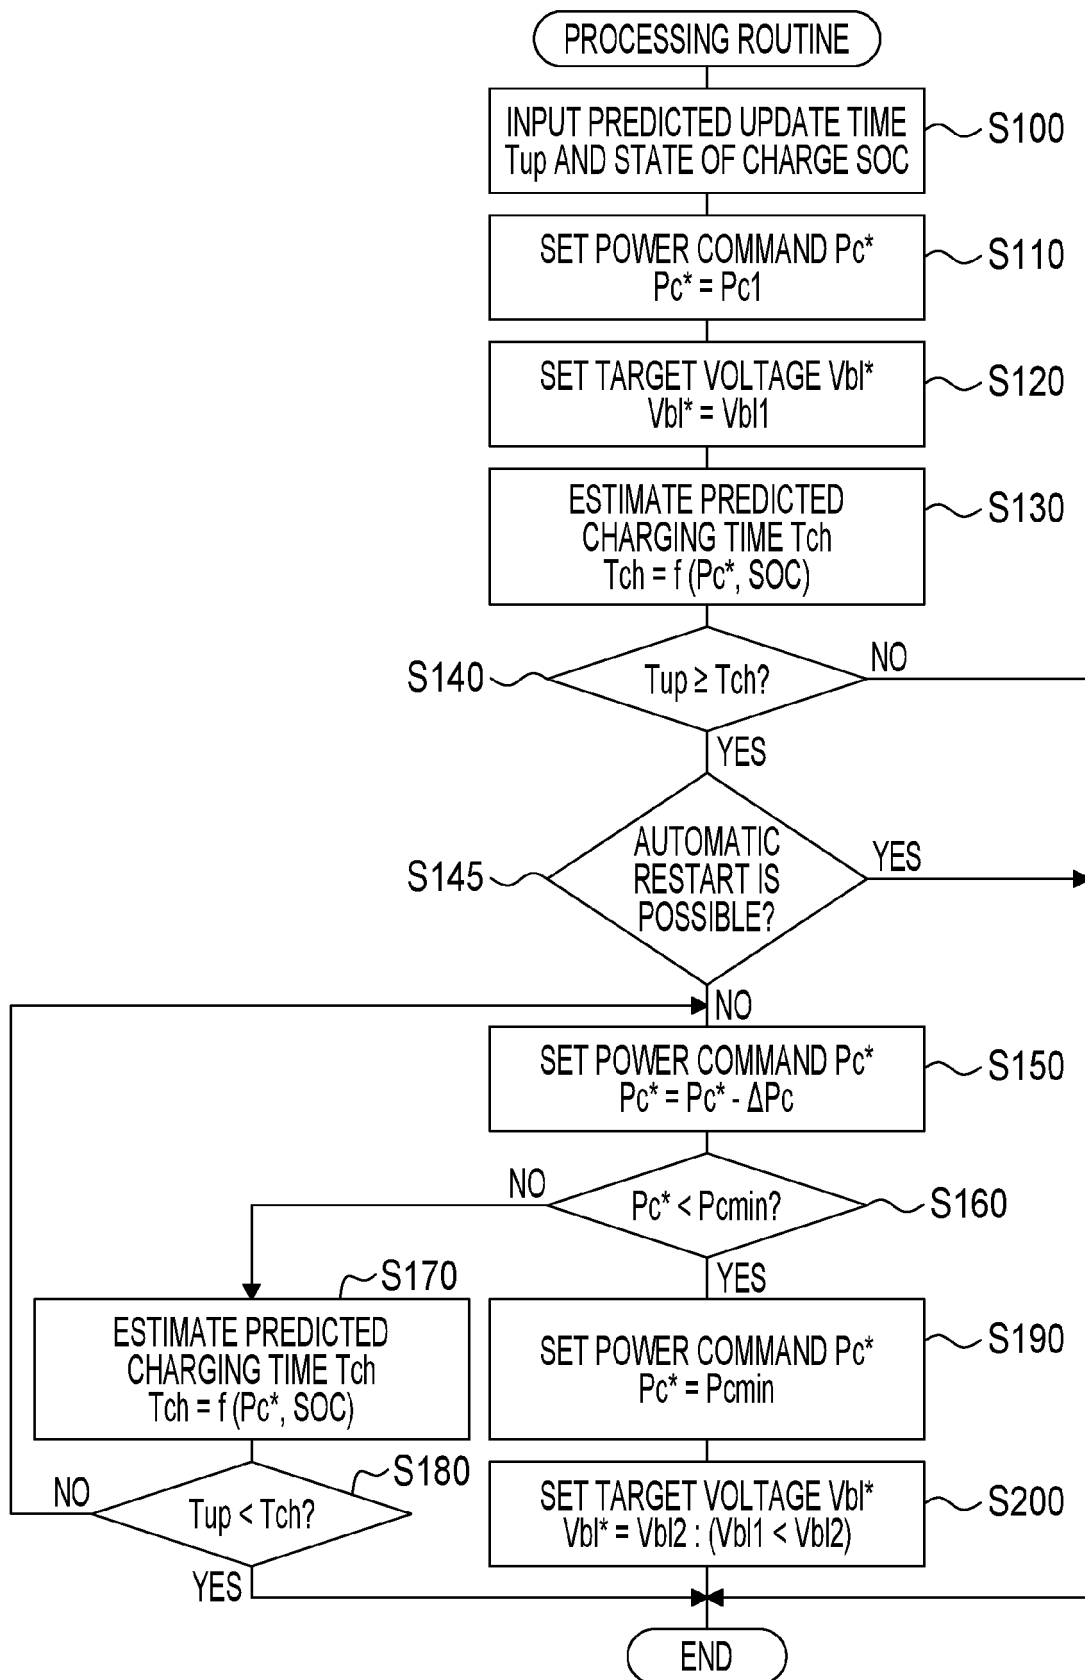 PROCESSING ROUTINE
INPUT PREDICTED UPDATE TIME
Tup AND STATE OF CHARGE SOC
S100
SET POWER COMMAND Pc*
Pc* = Pc1
S110
SET TARGET VOLTAGE Vbl*
Vbl* = Vbl1
S120
ESTIMATE PREDICTED
CHARGING TIME Tch
Tch = f (Pc*, SOC)
S130
S140
Tup ≥ Tch?
NO
YES
S145
AUTOMATIC
RESTART IS
POSSIBLE?
YES
NO
SET POWER COMMAND Pc*
Pc* = Pc* - ΔPc
S150
NO
Pc* < Pcmin?
S160
YES
S170
ESTIMATE PREDICTED
CHARGING TIME Tch
Tch = f (Pc*, SOC)
SET POWER COMMAND Pc*
Pc* = Pcmin
S190
NO
Tup < Tch?
S180
YES
SET TARGET VOLTAGE Vbl*
Vbl* = Vbl2 : (Vbl1 < Vbl2)
S200
END